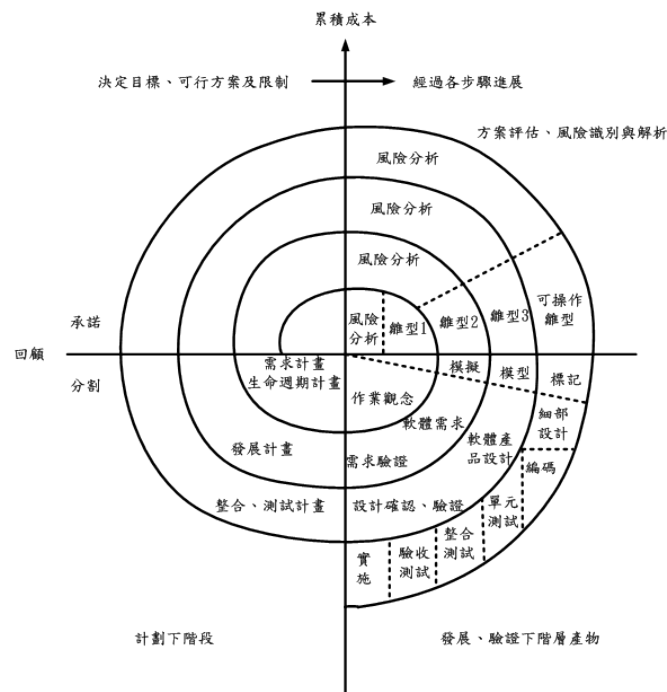 累積成本
決定目標、可行方案及限制
經過各步驟進展
方案評估、風險識別與解析
風險分析
風險分析
風險分析
風險
分析
雛型1
雛型2
雛型3
可操作
雛型
承諾
回顧
分割
需求計畫
生命週期計畫
模擬
模型
標記
作業觀念
軟體需求
細部
設計
發展計畫
需求驗證
軟體產
品設計
編碼
整合、測試計畫
設計確認、驗證
單元
測試
整合
測試
驗收
測試
實
施
計劃下階段
發展、驗證下階層產物